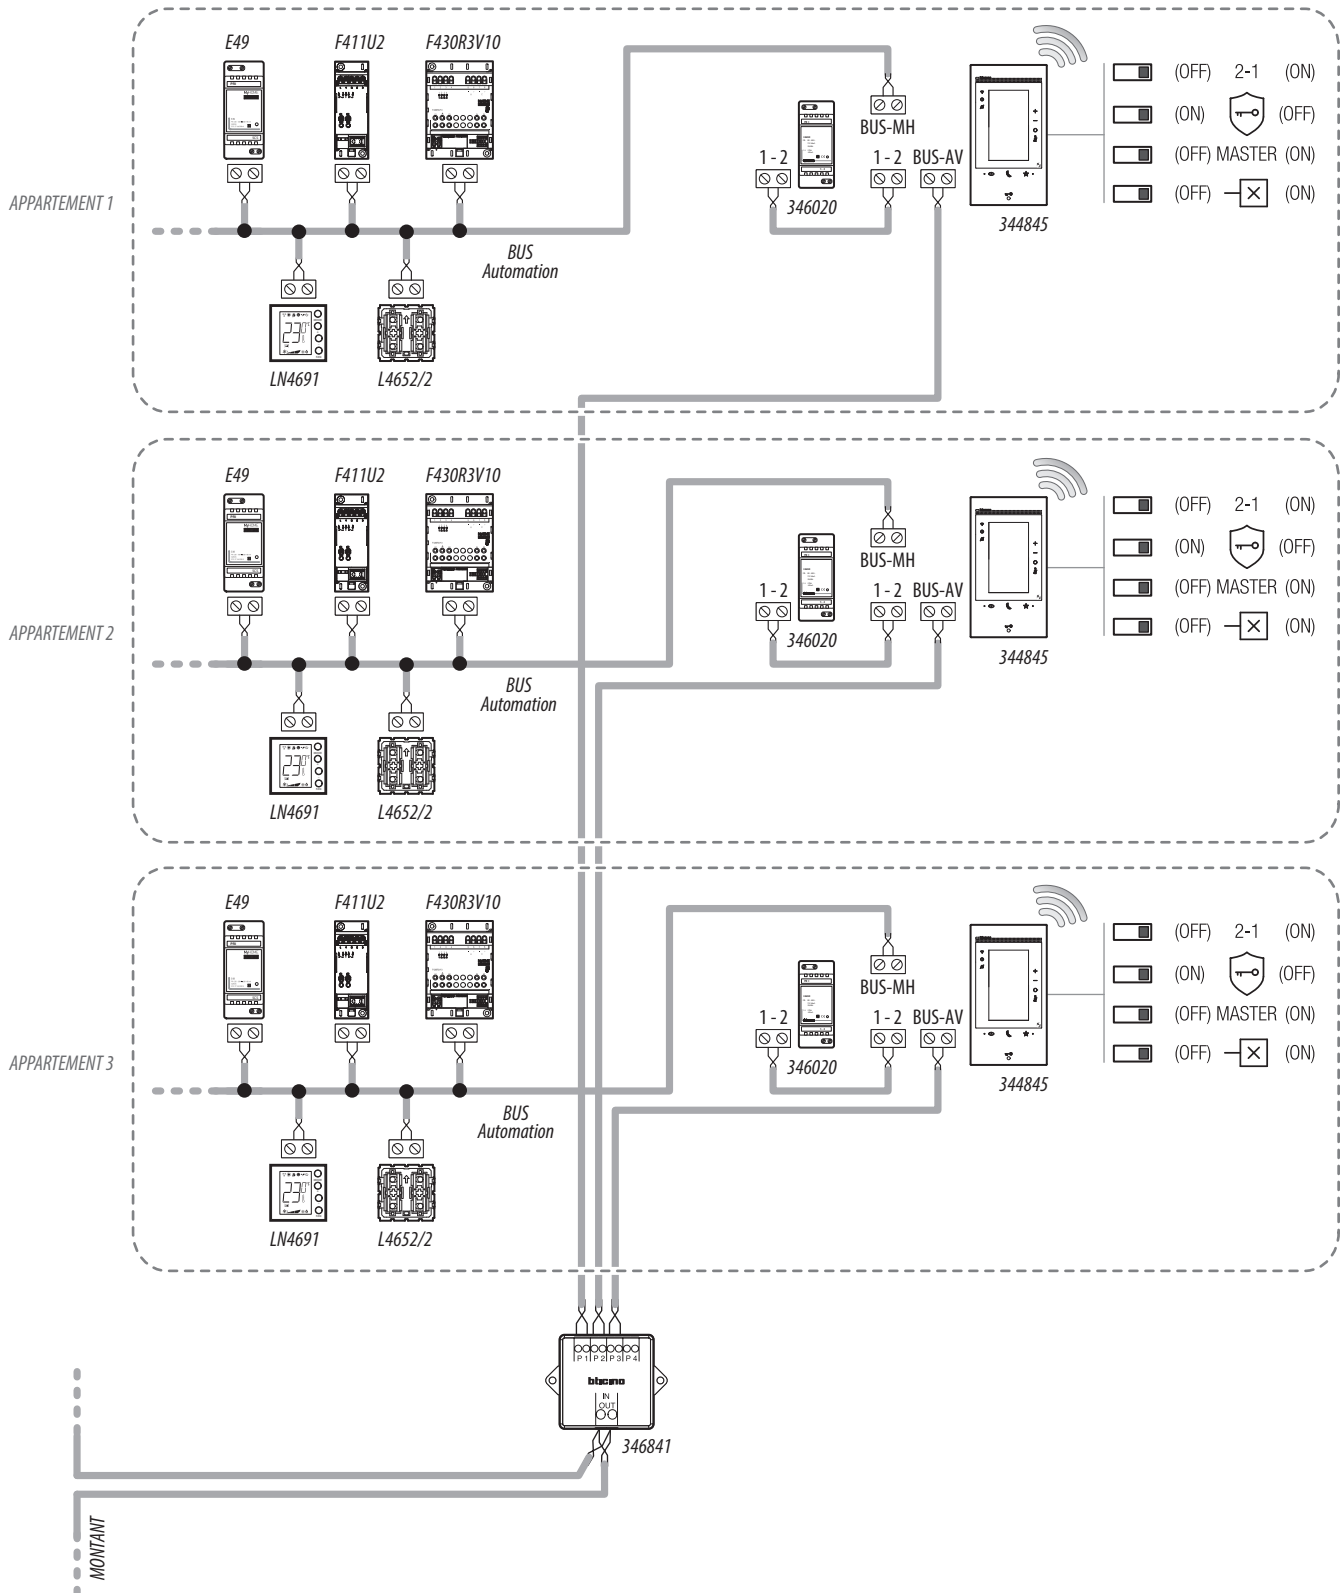 E49 F411U2 F430R3V10
(OFF) 2-1 (ON)
(ON) (OFF)
BUS-MH
1 - 2 1 - 2 BUS-AV
(OFF) MASTER (ON)
(OFF) (ON)
APPARTEMENT 1
346020
344845
BUS
Automation
LN4691 L4652/2
E49 F411U2 F430R3V10
(OFF) 2-1 (ON)
(ON) (OFF)
BUS-MH
1 - 2 1 - 2 BUS-AV
(OFF) MASTER (ON)
(OFF) (ON)
APPARTEMENT 2
346020
344845
BUS
Automation
LN4691 L4652/2
E49 F411U2 F430R3V10
(OFF) 2-1 (ON)
(ON) (OFF)
BUS-MH
1 - 2 1 - 2 BUS-AV
(OFF) MASTER (ON)
(OFF) (ON)
APPARTEMENT 3
346020
344845
BUS
Automation
LN4691 L4652/2
P1 P2 P3 P4
bticino
IN
OUT
346841
MONTANT